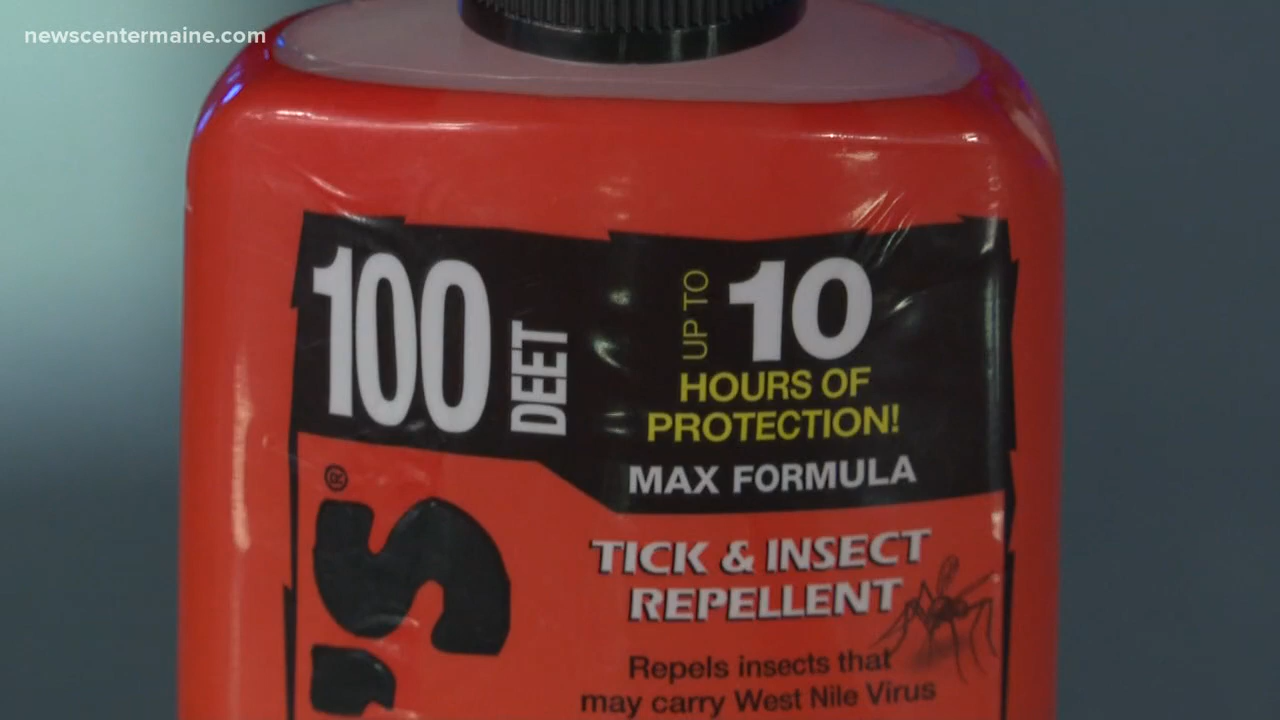 newscentermaine.com
100
DEET
UP TO
10
HOURS OF
PROTECTION!
MAX FORMULA
®
'S
TICK & INSECT
REPELLENT
Repels insects that
may carry West Nile Virus